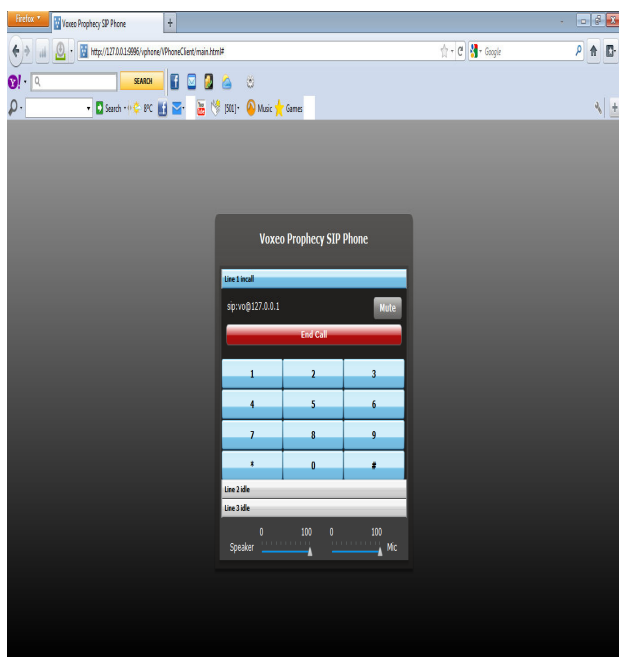 Firefox
Voxeo Prophecy SIP Phone
http://127.0.0.1:9996/vphone/VPhoneClient/main.html#
Google
SEARCH
Search
8°C
[501]
Music
Games
Voxeo Prophecy SIP Phone
Line 1 incall
sip:vo@127.0.0.1
Mute
End Call
1 2 3
4 5 6
7 8 9
* 0 #
Line 2 idle
Line 3 idle
0 100 0 100
Speaker Mic